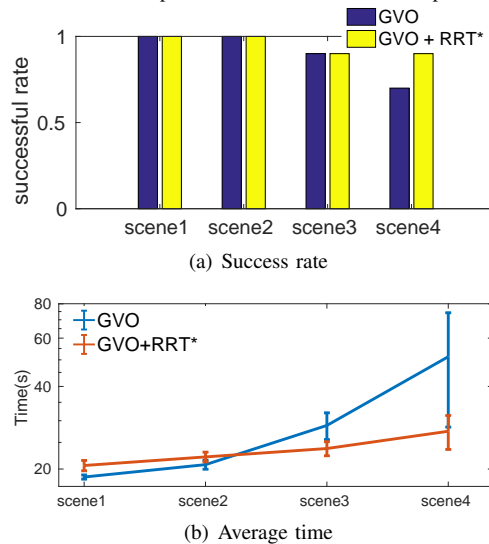 GVO
GVO + RRT*
successful rate
1
0.5
0
scene1 scene2 scene3 scene4
(a) Success rate
GVO
GVO+RRT*
Time(s)
80
60
40
20
scene1 scene2 scene3 scene4
(b) Average time